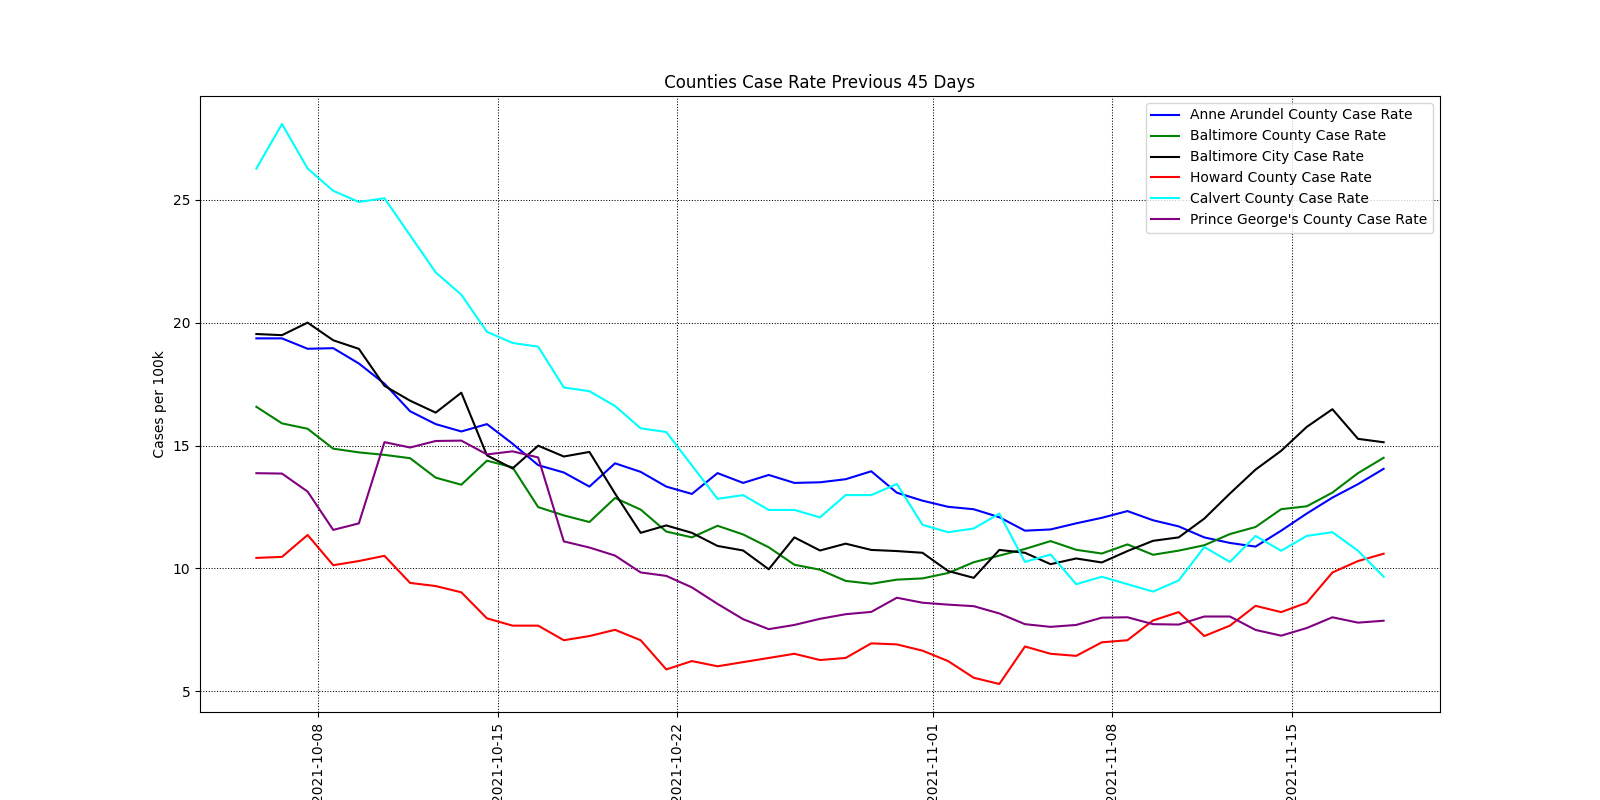 Counties Case Rate Previous 45 Days
Anne Arundel County Case Rate
Baltimore County Case Rate
Baltimore City Case Rate
Howard County Case Rate
Calvert County Case Rate
Prince George's County Case Rate
Cases per 100k
25
20
15
10
5
2021-10-08
2021-10-15
2021-10-22
2021-11-01
2021-11-08
2021-11-15